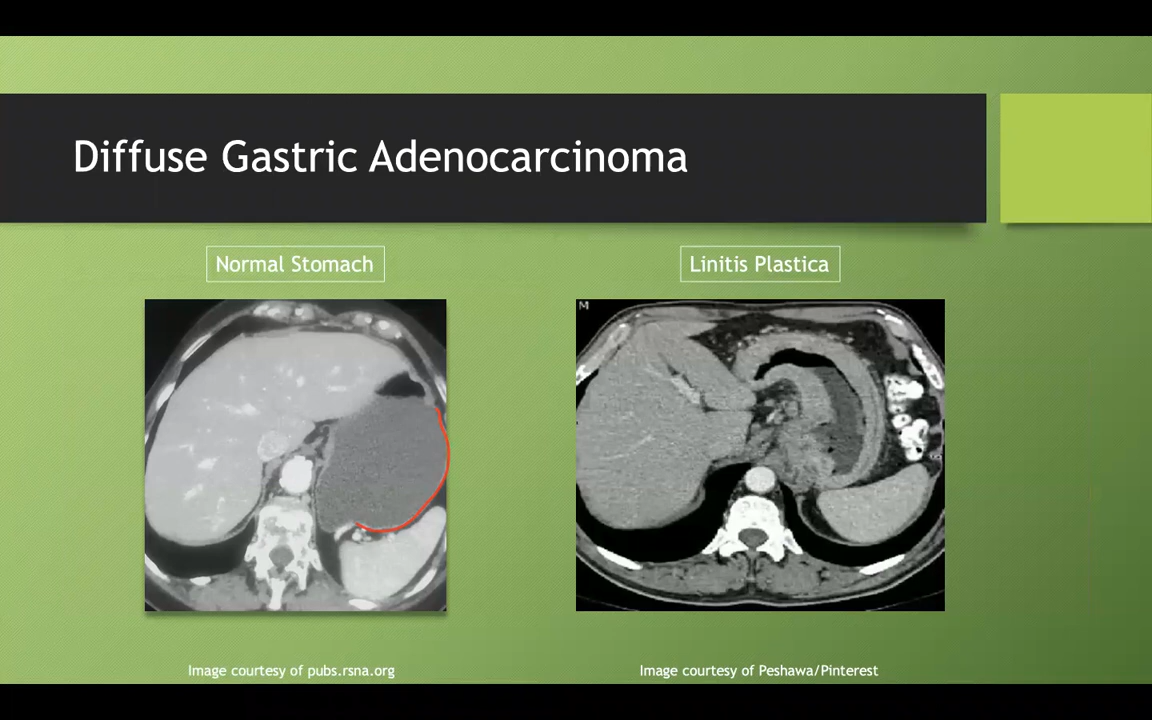 Diffuse Gastric Adenocarcinoma
Normal Stomach
Linitis Plastica
M
Image courtesy of pubs.rsna.org
Image courtesy of Peshawa/Pinterest